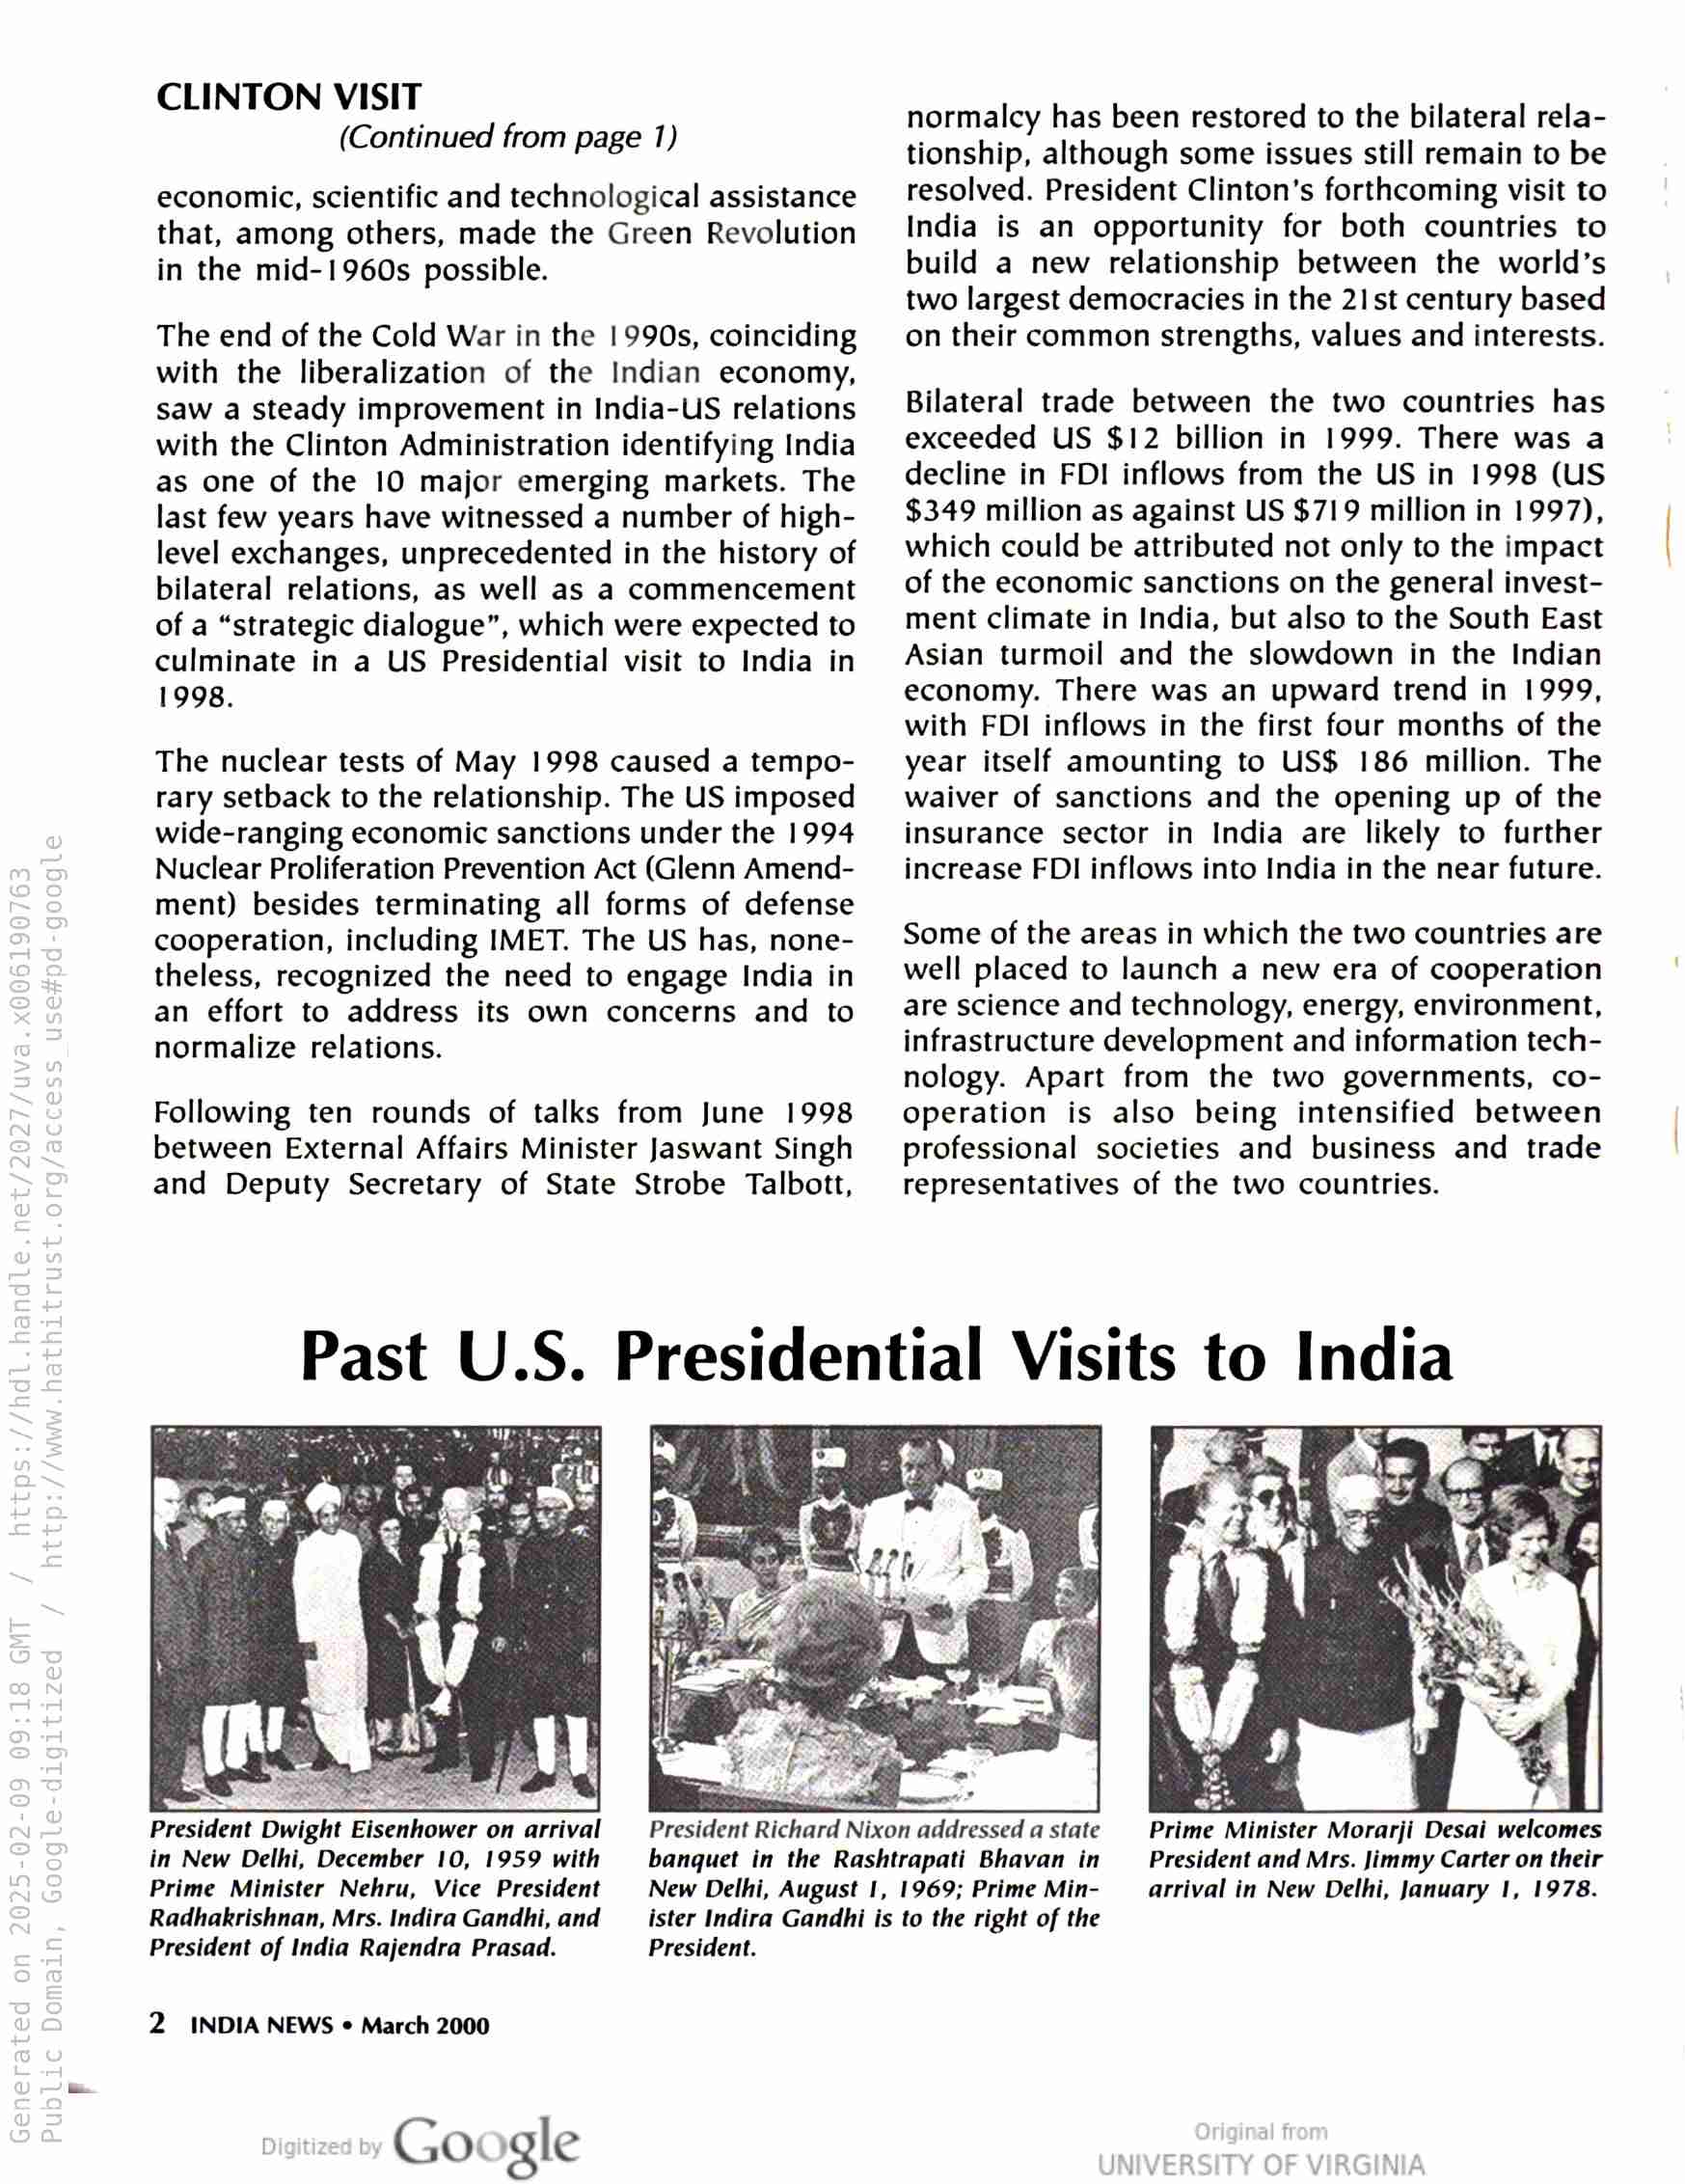 CLINTON VISIT
(Continued from page 1)
economic, scientific and technological assistance
that, among others, made the Green Revolution
in the mid-1960s possible.
The end of the Cold War in the 1990s, coinciding
with the liberalization of the Indian economy,
saw a steady improvement in India-US relations
with the Clinton Administration identifying India
as one of the 10 major emerging markets. The
last few years have witnessed a number of high-
level exchanges, unprecedented in the history of
bilateral relations, as well as a commencement
of a “strategic dialogue”, which were expected to
culminate in a US Presidential visit to India in
1998.
The nuclear tests of May 1998 caused a tempo-
rary setback to the relationship. The US imposed
wide-ranging economic sanctions under the 1994
Nuclear Proliferation Prevention Act (Glenn Amend-
ment) besides terminating all forms of defense
cooperation, including IMET. The US has, none-
theless, recognized the need to engage India in
an effort to address its own concerns and to
normalize relations.
Following ten rounds of talks from June 1998
between External Affairs Minister Jaswant Singh
and Deputy Secretary of State Strobe Talbott,
normalcy has been restored to the bilateral rela-
tionship, although some issues still remain to be
resolved. President Clinton's forthcoming visit to
India is an opportunity for both countries to
build a new relationship between the world's
two largest democracies in the 21st century based
on their common strengths, values and interests.
Bilateral trade between the two countries has
exceeded US $12 billion in 1999. There was a
decline in FDI inflows from the US in 1998 (US
$349 million as against US $719 million in 1997),
which could be attributed not only to the impact
of the economic sanctions on the general invest-
ment climate in India, but also to the South East
Asian turmoil and the slowdown in the Indian
economy. There was an upward trend in 1999,
with FDI inflows in the first four months of the
year itself amounting to US$ 186 million. The
waiver of sanctions and the opening up of the
insurance sector in India are likely to further
increase FDI inflows into India in the near future.
Some of the areas in which the two countries are
well placed to launch a new era of cooperation
are science and technology, energy, environment,
infrastructure development and information tech-
nology. Apart from the two governments, co-
operation is also being intensified between
professional societies and business and trade
representatives of the two countries.
Past U.S. Presidential Visits to India
President Dwight Eisenhower on arrival
in New Delhi, December 10, 1959 with
Prime Minister Nehru, Vice President
Radhakrishnan, Mrs. Indira Gandhi, and
President of India Rajendra Prasad.
President Richard Nixon addressed a state
banquet in the Rashtrapati Bhavan in
New Delhi, August 1, 1969; Prime Min-
ister Indira Gandhi is to the right of the
President.
Prime Minister Morarji Desai welcomes
President and Mrs. Jimmy Carter on their
arrival in New Delhi, January 1, 1978.
2 INDIA NEWS • March 2000
Generated on 2025-02-09 09:18 GMT / https://hdl.handle.net/2027/uva.x006190763
Public Domain, Google-digitized / http://www.hathitrust.org/access_use#pd-google
Digitized by Google
Original from
UNIVERSITY OF VIRGINIA